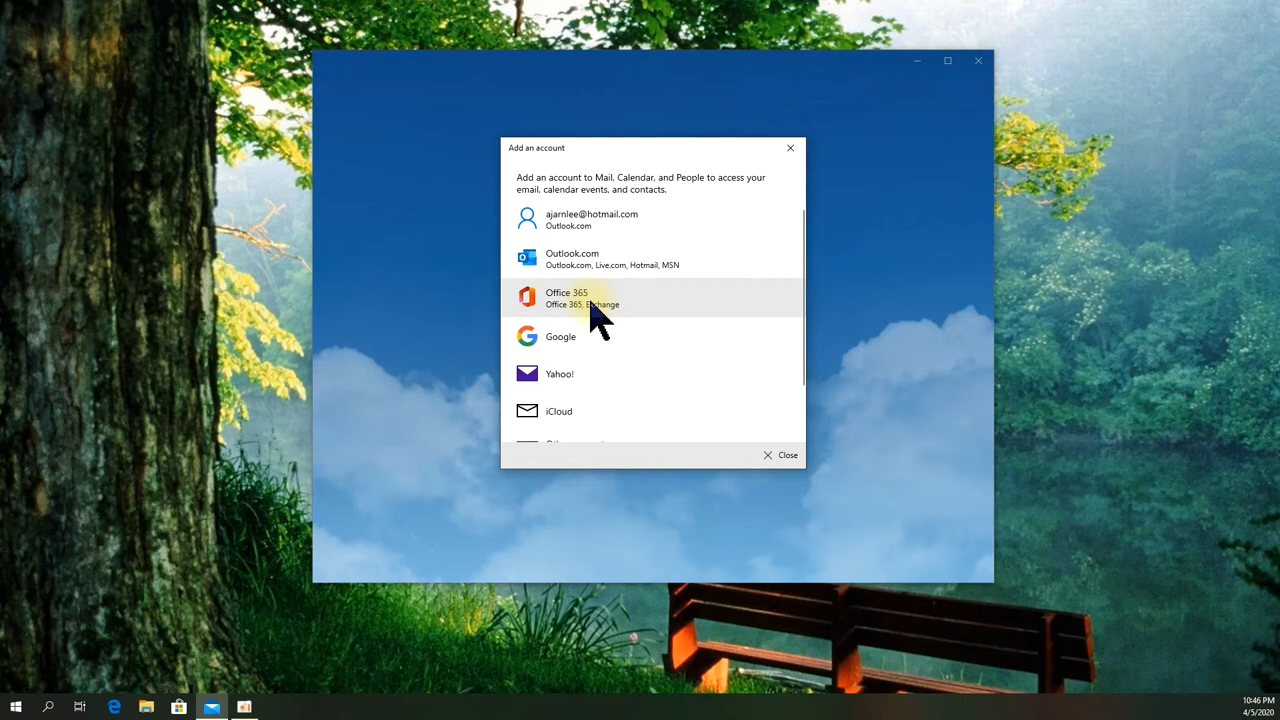 Add an account
Add an account to Mail, Calendar, and People to access your
email, calendar events, and contacts.
ajarnlee@hotmail.com
Outlook.com
Outlook.com
Outlook.com, Live.com, Hotmail, MSN
Office 365
Office 365, Exchange
Google
Yahoo!
iCloud
Close
10:46 PM
4/5/2020